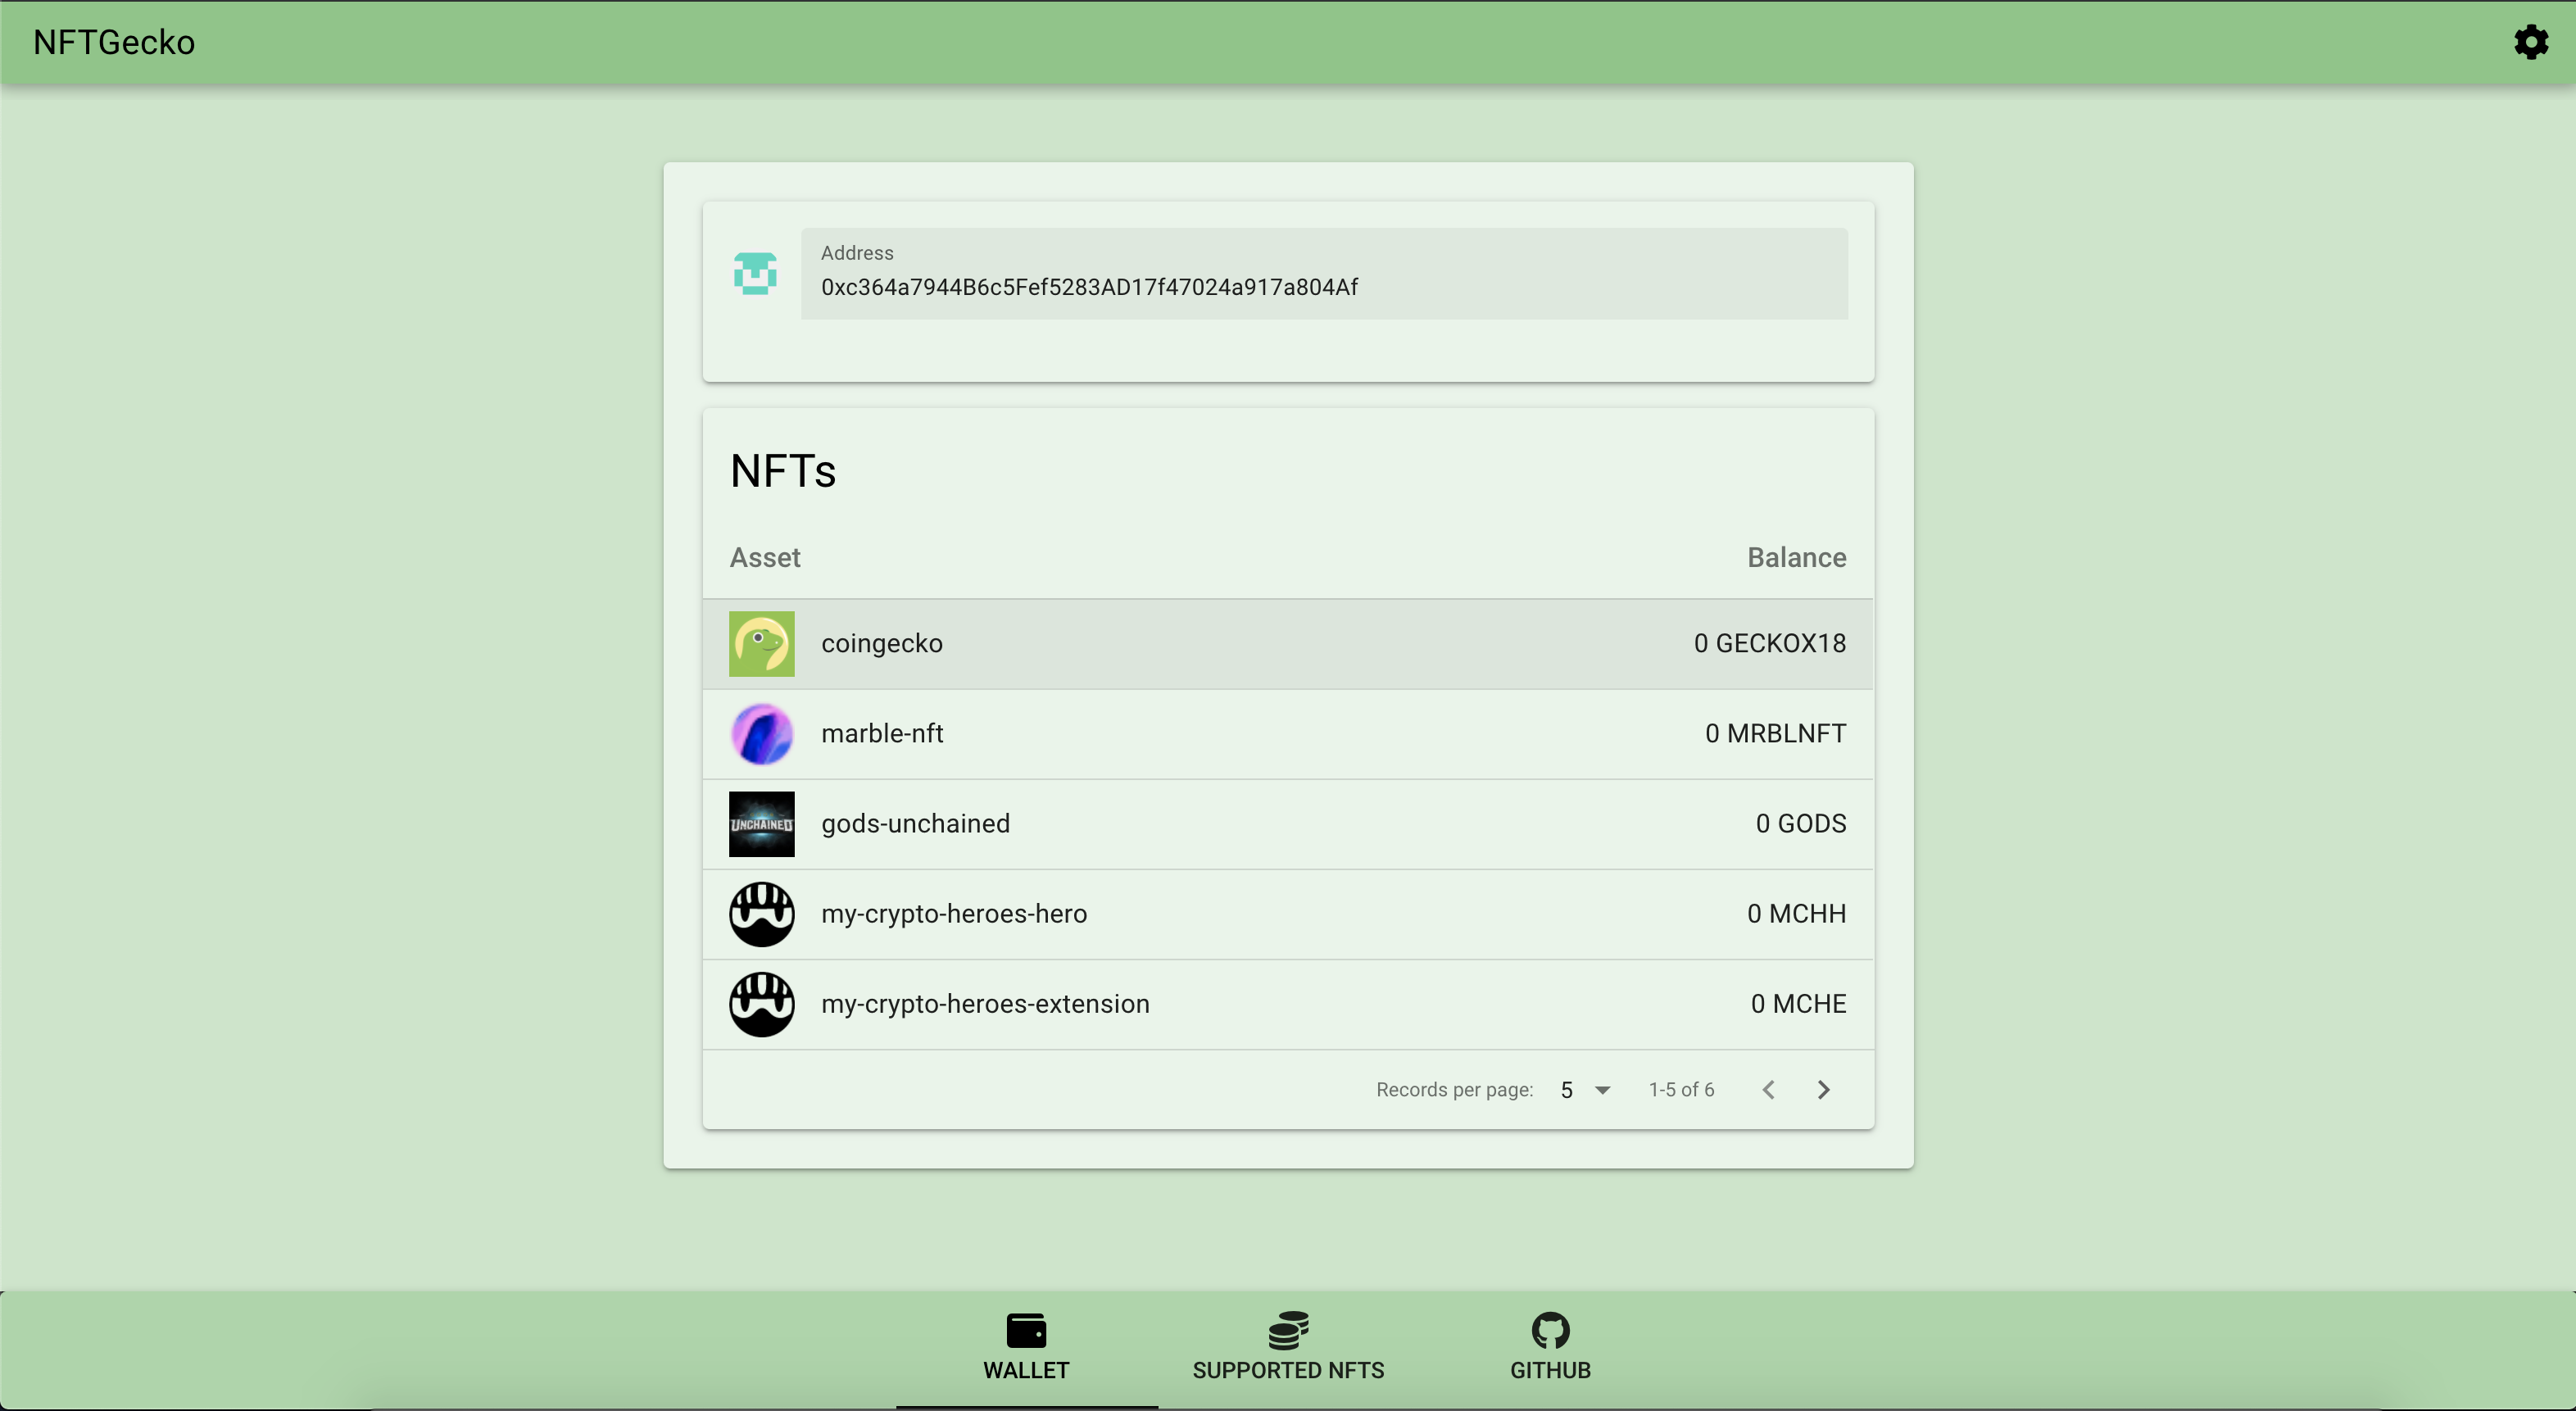 NFTGecko
Address
0xc364a7944B6c5Fef5283AD17f47024a917a804Af
NFTs
Asset Balance
coingecko 0 GECKOX18
marble-nft 0 MRBLNFT
UNCHAINED
gods-unchained 0 GODS
my-crypto-heroes-hero 0 MCHH
my-crypto-heroes-extension 0 MCHE
Records per page: 5 1-5 of 6
WALLET SUPPORTED NFTS GITHUB